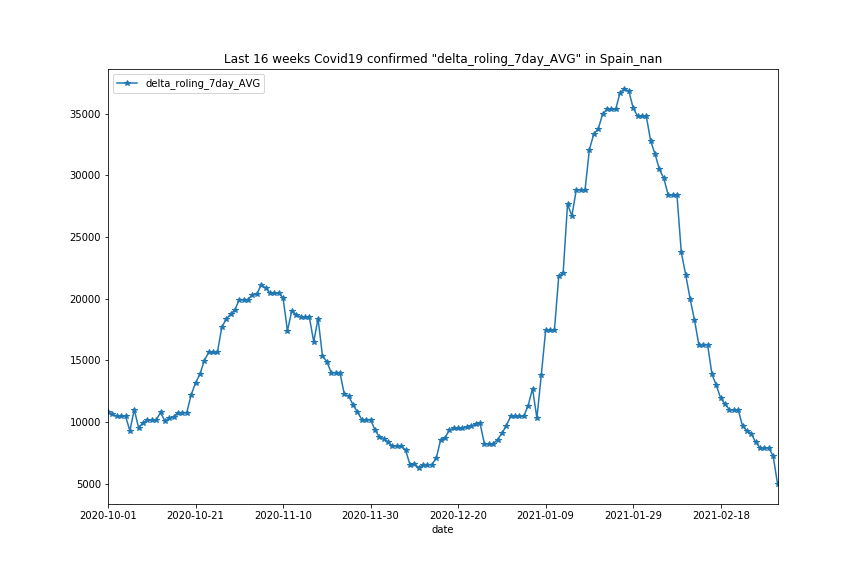 Last 16 weeks Covid19 confirmed "delta_roling_7day_AVG" in Spain_nan
delta_roling_7day_AVG
35000
30000
25000
20000
15000
10000
5000
2020-10-01 2020-10-21 2020-11-10 2020-11-30 2020-12-20 2021-01-09 2021-01-29 2021-02-18
date